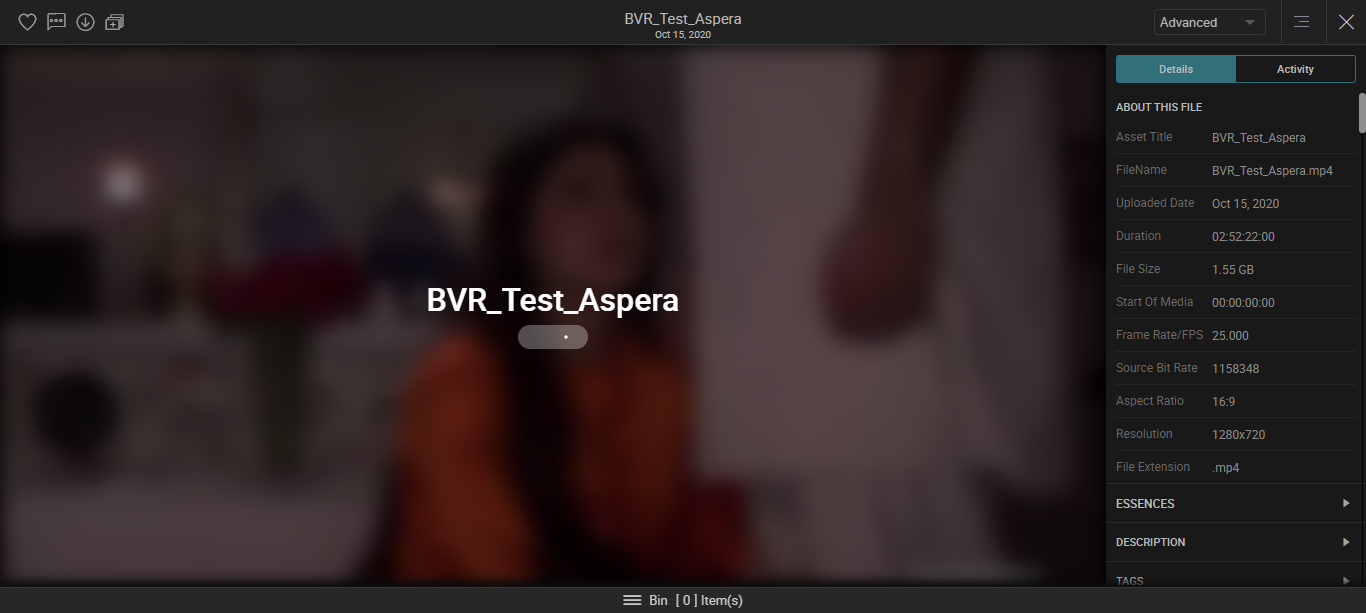 BVR_Test_Aspera
Oct 15, 2020
Advanced
Details
Activity
ABOUT THIS FILE
Asset Title BVR_Test_Aspera
FileName BVR_Test_Aspera.mp4
Uploaded Date Oct 15, 2020
Duration 02:52:22:00
File Size 1.55 GB
Start Of Media 00:00:00:00
Frame Rate/FPS 25.000
Source Bit Rate 1158348
Aspect Ratio 16:9
Resolution 1280x720
File Extension .mp4
ESSENCES
DESCRIPTION
TAGS
BVR_Test_Aspera
Bin [ 0 ] Item(s)